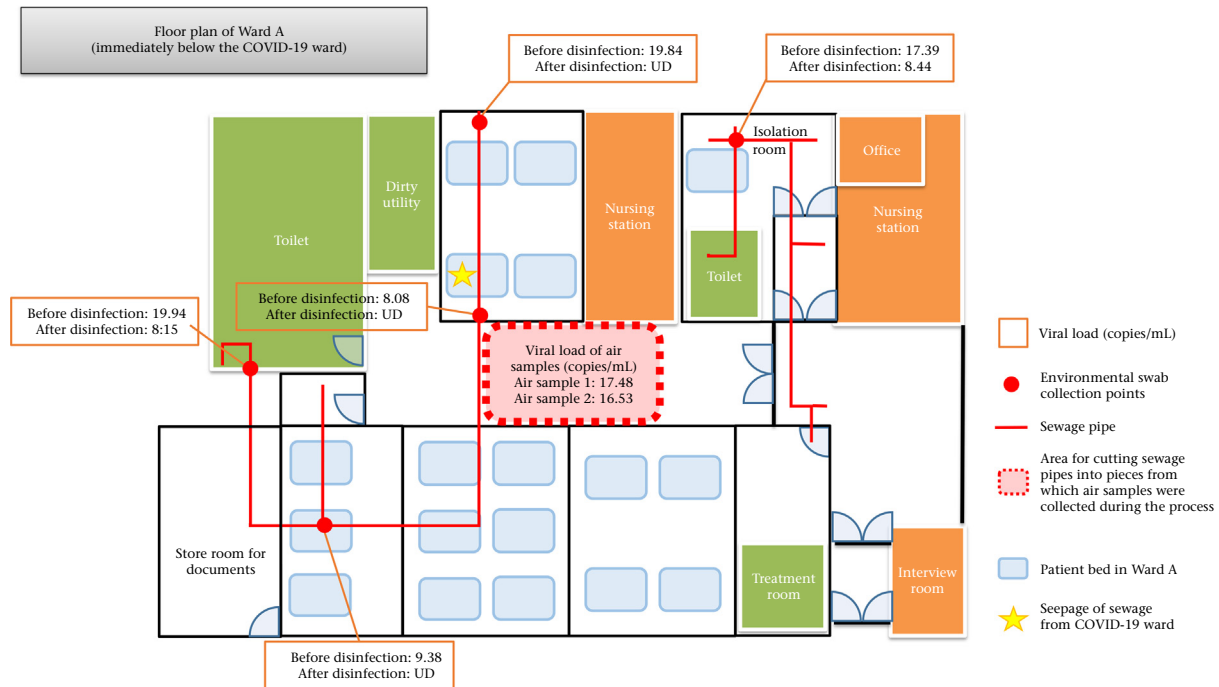 Floor plan of Ward A
(immediately below the COVID-19 ward)
Before disinfection: 19.84
After disinfection: UD
Before disinfection: 17.39
After disinfection: 8.44
Isolation
room
Office
Dirty
utility
Nursing
station
Nursing
station
Toilet
Toilet
Before disinfection: 19.94
After disinfection: 8:15
Before disinfection: 8.08
After disinfection: UD
Viral load of air
samples (copies/mL)
Air sample 1: 17.48
Air sample 2: 16.53
Store room for
documents
Treatment
room
Interview
room
Before disinfection: 9.38
After disinfection: UD
Viral load (copies/mL)
Environmental swab
collection points
Sewage pipe
Area for cutting sewage
pipes into pieces from
which air samples were
collected during the process
Patient bed in Ward A
Seepage of sewage
from COVID-19 ward